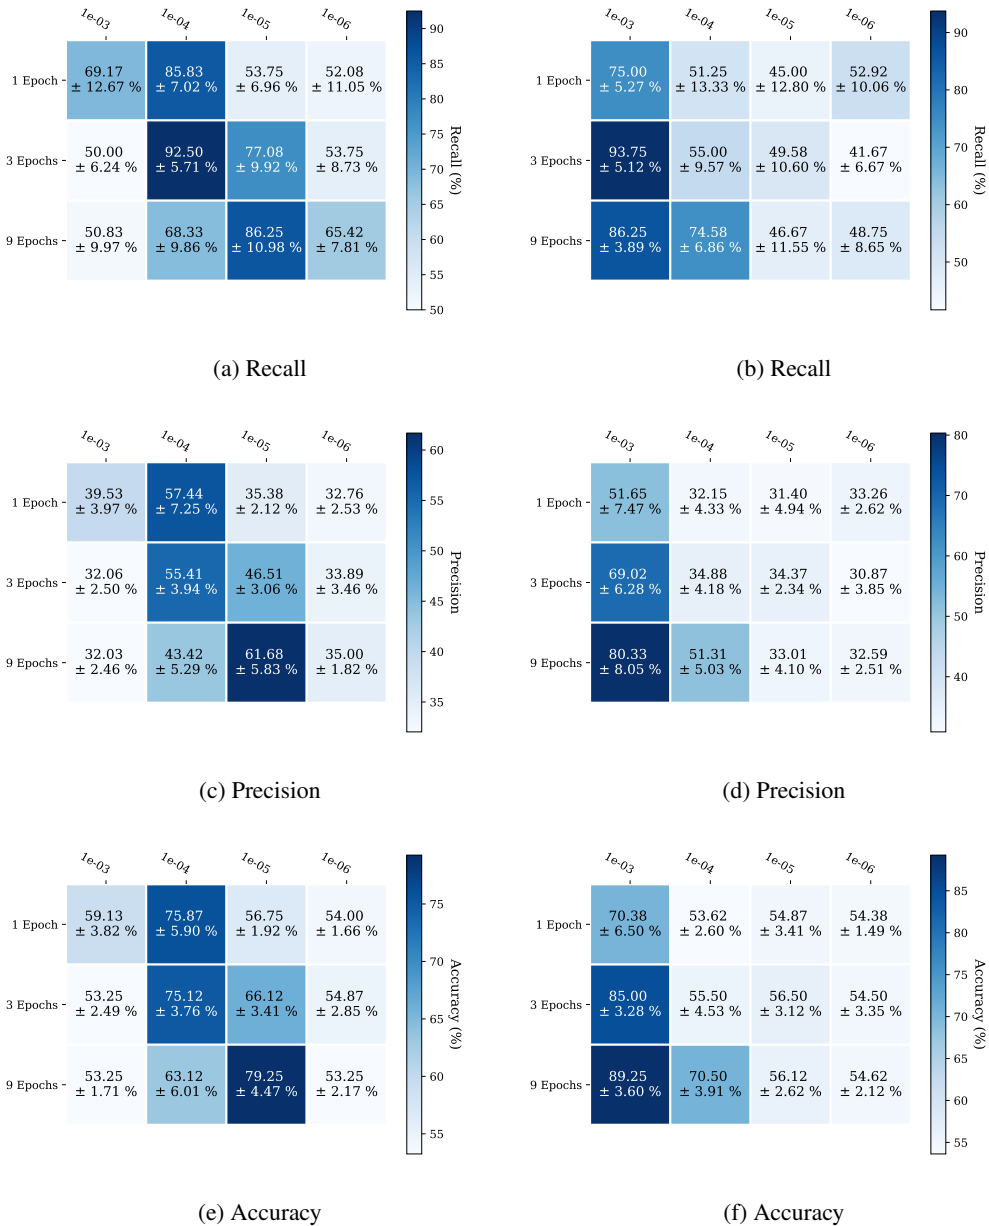 1e-03 1e-04 1e-05 1e-06
1 Epoch
69.17 85.83 53.75 52.08
± 12.67 % ± 7.02 % ± 6.96 % ± 11.05 %
3 Epochs
50.00 92.50 77.08 53.75
± 6.24 % ± 5.71 % ± 9.92 % ± 8.73 %
9 Epochs
50.83 68.33 86.25 65.42
± 9.97 % ± 9.86 % ± 10.98 % ± 7.81 %
90
85
80
75
70
65
60
55
50
Recall (%)
(a) Recall
1e-03 1e-04 1e-05 1e-06
1 Epoch
75.00 51.25 45.00 52.92
± 5.27 % ± 13.33 % ± 12.80 % ± 10.06 %
3 Epochs
93.75 55.00 49.58 41.67
± 5.12 % ± 9.57 % ± 10.60 % ± 6.67 %
9 Epochs
86.25 74.58 46.67 48.75
± 3.89 % ± 6.86 % ± 11.55 % ± 8.65 %
90
80
70
60
50
Recall (%)
(b) Recall
1e-03 1e-04 1e-05 1e-06
1 Epoch
39.53 57.44 35.38 32.76
± 3.97 % ± 7.25 % ± 2.12 % ± 2.53 %
3 Epochs
32.06 55.41 46.51 33.89
± 2.50 % ± 3.94 % ± 3.06 % ± 3.46 %
9 Epochs
32.03 43.42 61.68 35.00
± 2.46 % ± 5.29 % ± 5.83 % ± 1.82 %
60
55
50
45
40
35
Precision
(c) Precision
1e-03 1e-04 1e-05 1e-06
1 Epoch
51.65 32.15 31.40 33.26
± 7.47 % ± 4.33 % ± 4.94 % ± 2.62 %
3 Epochs
69.02 34.88 34.37 30.87
± 6.28 % ± 4.18 % ± 2.34 % ± 3.85 %
9 Epochs
80.33 51.31 33.01 32.59
± 8.05 % ± 5.03 % ± 4.10 % ± 2.51 %
80
70
60
50
40
Precision
(d) Precision
1e-03 1e-04 1e-05 1e-06
1 Epoch
59.13 75.87 56.75 54.00
± 3.82 % ± 5.90 % ± 1.92 % ± 1.66 %
3 Epochs
53.25 75.12 66.12 54.87
± 2.49 % ± 3.76 % ± 3.41 % ± 2.85 %
9 Epochs
53.25 63.12 79.25 53.25
± 1.71 % ± 6.01 % ± 4.47 % ± 2.17 %
75
70
65
60
55
Accuracy (%)
(e) Accuracy
1e-03 1e-04 1e-05 1e-06
1 Epoch
70.38 53.62 54.87 54.38
± 6.50 % ± 2.60 % ± 3.41 % ± 1.49 %
3 Epochs
85.00 55.50 56.50 54.50
± 3.28 % ± 4.53 % ± 3.12 % ± 3.35 %
9 Epochs
89.25 70.50 56.12 54.62
± 3.60 % ± 3.91 % ± 2.62 % ± 2.12 %
85
80
75
70
65
60
55
Accuracy (%)
(f) Accuracy